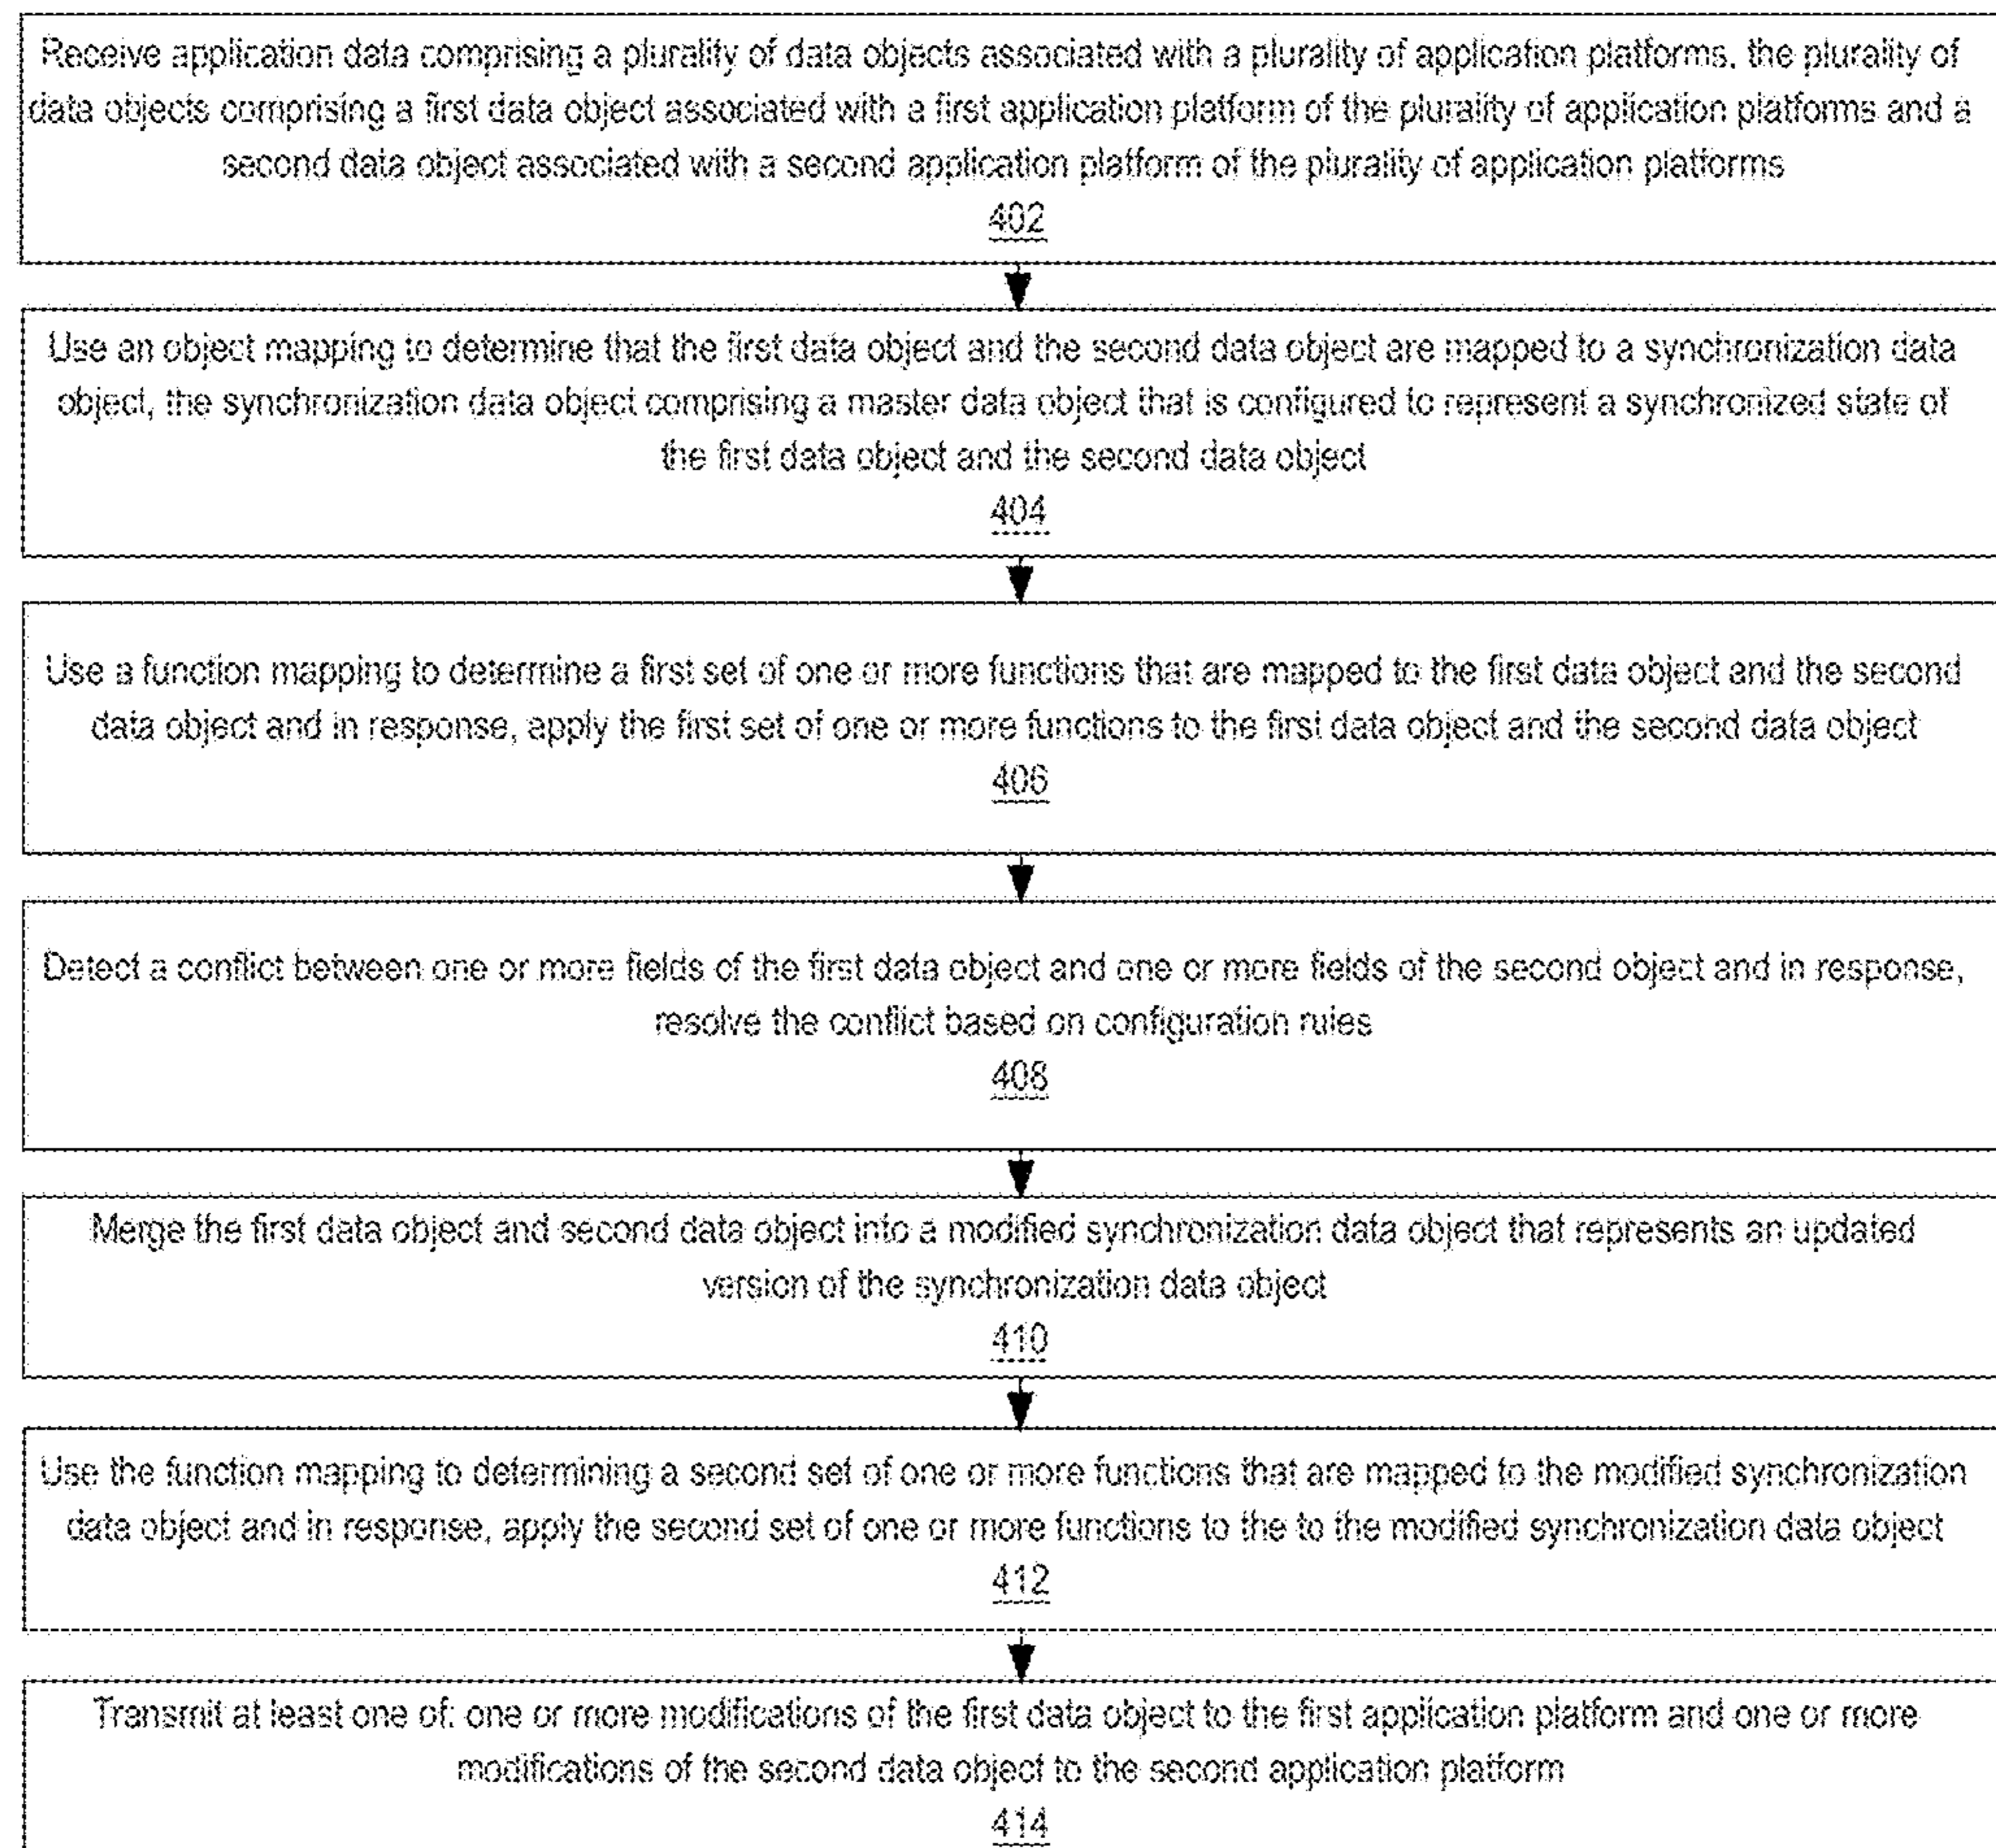 Receive application data comprising a plurality of data objects associated with a plurality of application platforms, the plurality of
data objects comprising a first data object associated with a first application platform of the plurality of application platforms and a
second data object associated with a second application platform of the plurality of application platforms
402
Use an object mapping to determine that the first data object and the second data object are mapped to a synchronization data
object, the synchronization data object comprising a master data object that is configured to represent a synchronized state of
the first data object and the second data object
404
Use a function mapping to determine a first set of one or more functions that are mapped to the first data object and the second
data object and in response, apply the first set of one or more functions to the first data object and the second data object
406
Detect a conflict between one or more fields of the first data object and one or more fields of the second object and in response,
resolve the conflict based on configuration rules
408
Merge the first data object and second data object into a modified synchronization data object that represents an updated
version of the synchronization data object
410
Use the function mapping to determining a second set of one or more functions that are mapped to the modified synchronization
data object and in response, apply the second set of one or more functions to the to the modified synchronization data object
412
Transmit at least one of: one or more modifications of the first data object to the first application platform and one or more
modifications of the second data object to the second application platform
414